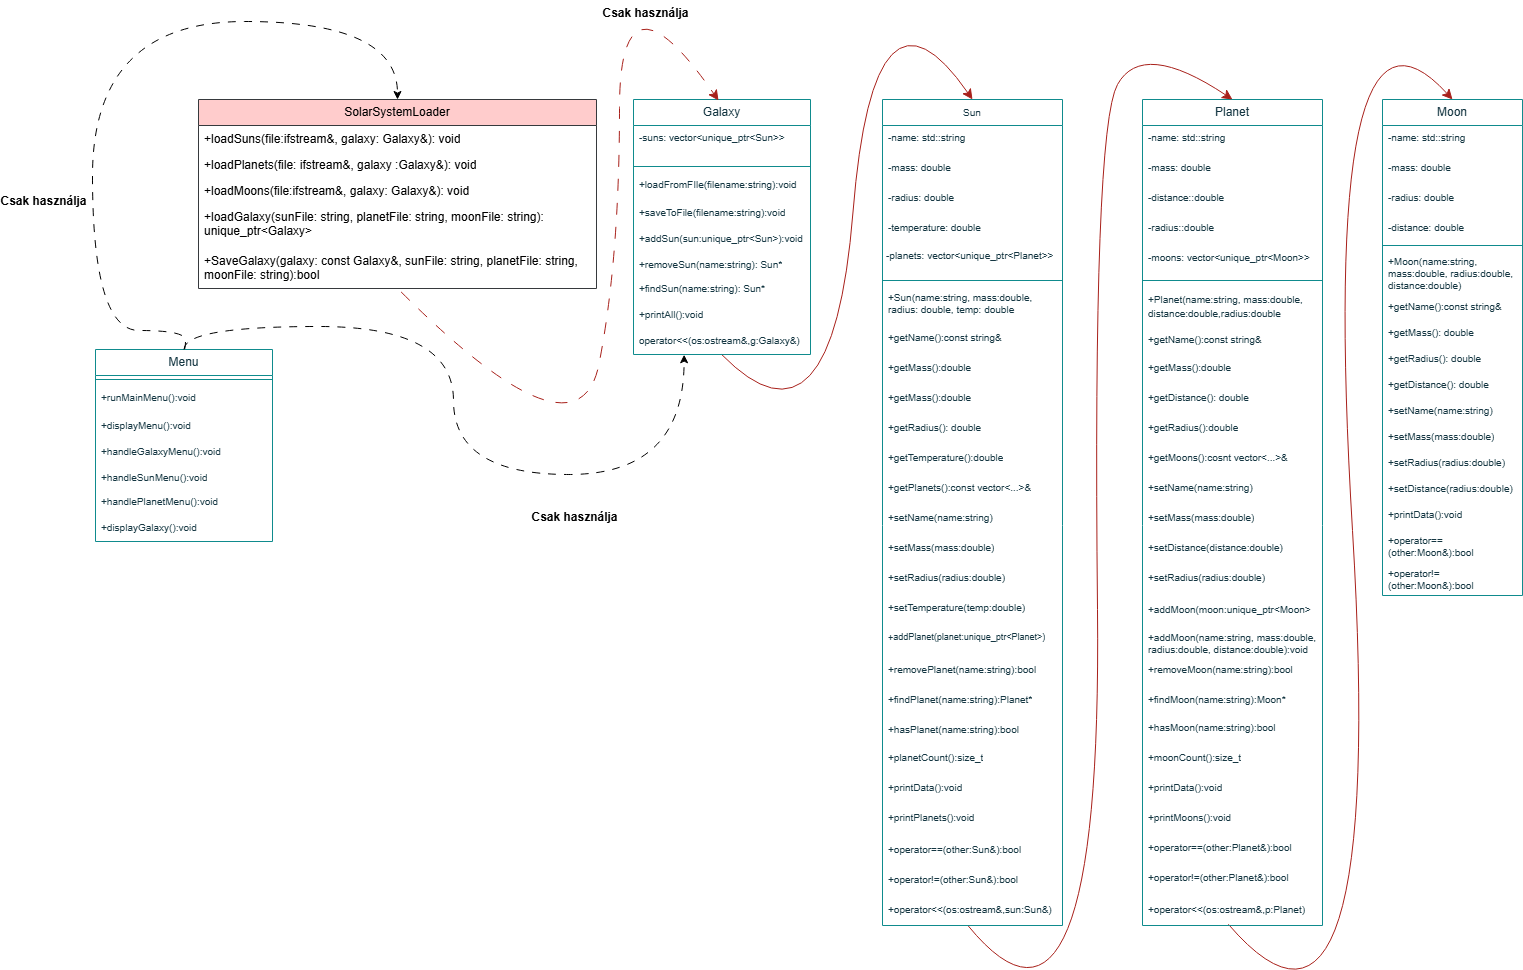 Csak használja
Csak használja
SolarSystemLoader
+loadSuns(file:ifstream&, galaxy: Galaxy&): void
+loadPlanets(file: ifstream&, galaxy :Galaxy&): void
+loadMoons(file:ifstream&, galaxy: Galaxy&): void
+loadGalaxy(sunFile: string, planetFile: string, moonFile: string):
unique_ptr<Galaxy>
+SaveGalaxy(galaxy: const Galaxy&, sunFile: string, planetFile: string,
moonFile: string):bool
Menu
+runMainMenu():void
+displayMenu():void
+handleGalaxyMenu():void
+handleSunMenu():void
+handlePlanetMenu():void
+displayGalaxy():void
Csak használja
Galaxy
-suns: vector<unique_ptr<Sun>>
+loadFromFIle(filename:string):void
+saveToFile(filename:string):void
+addSun(sun:unique_ptr<Sun>):void
+removeSun(name:string): Sun*
+findSun(name:string): Sun*
+printAll():void
operator<<(os:ostream&,g:Galaxy&)
Sun
-name: std::string
-mass: double
-radius: double
-temperature: double
-planets: vector<unique_ptr<Planet>>
+Sun(name:string, mass:double,
radius: double, temp: double
+getName():const string&
+getMass():double
+getMass():double
+getRadius(): double
+getTemperature():double
+getPlanets():const vector<...>&
+setName(name:string)
+setMass(mass:double)
+setRadius(radius:double)
+setTemperature(temp:double)
+addPlanet(planet:unique_ptr<Planet>)
+removePlanet(name:string):bool
+findPlanet(name:string):Planet*
+hasPlanet(name:string):bool
+planetCount():size_t
+printData():void
+printPlanets():void
+operator==(other:Sun&):bool
+operator!=(other:Sun&):bool
+operator<<(os:ostream&,sun:Sun&)
Planet
-name: std::string
-mass: double
-distance::double
-radius::double
-moons: vector<unique_ptr<Moon>>
+Planet(name:string, mass:double,
distance:double,radius:double
+getName():const string&
+getMass():double
+getDistance(): double
+getRadius():double
+getMoons():cosnt vector<...>&
+setName(name:string)
+setMass(mass:double)
+setDistance(distance:double)
+setRadius(radius:double)
+addMoon(moon:unique_ptr<Moon>
+addMoon(name:string, mass:double,
radius:double, distance:double):void
+removeMoon(name:string):bool
+findMoon(name:string):Moon*
+hasMoon(name:string):bool
+moonCount():size_t
+printData():void
+printMoons():void
+operator==(other:Planet&):bool
+operator!=(other:Planet&):bool
+operator<<(os:ostream&,p:Planet)
Moon
-name: std::string
-mass: double
-radius: double
-distance: double
+Moon(name:string,
mass:double, radius:double,
distance:double)
+getName():const string&
+getMass(): double
+getRadius(): double
+getDistance(): double
+setName(name:string)
+setMass(mass:double)
+setRadius(radius:double)
+setDistance(radius:double)
+printData():void
+operator==
(other:Moon&):bool
+operator!=
(other:Moon&):bool